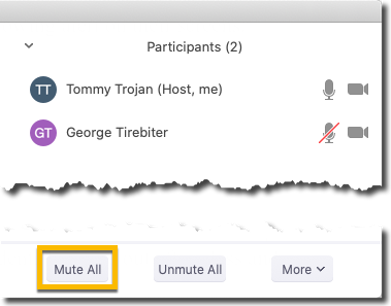 Participants (2)
TT Tommy Trojan (Host, me)
GT George Tirebiter
Mute All Unmute All More